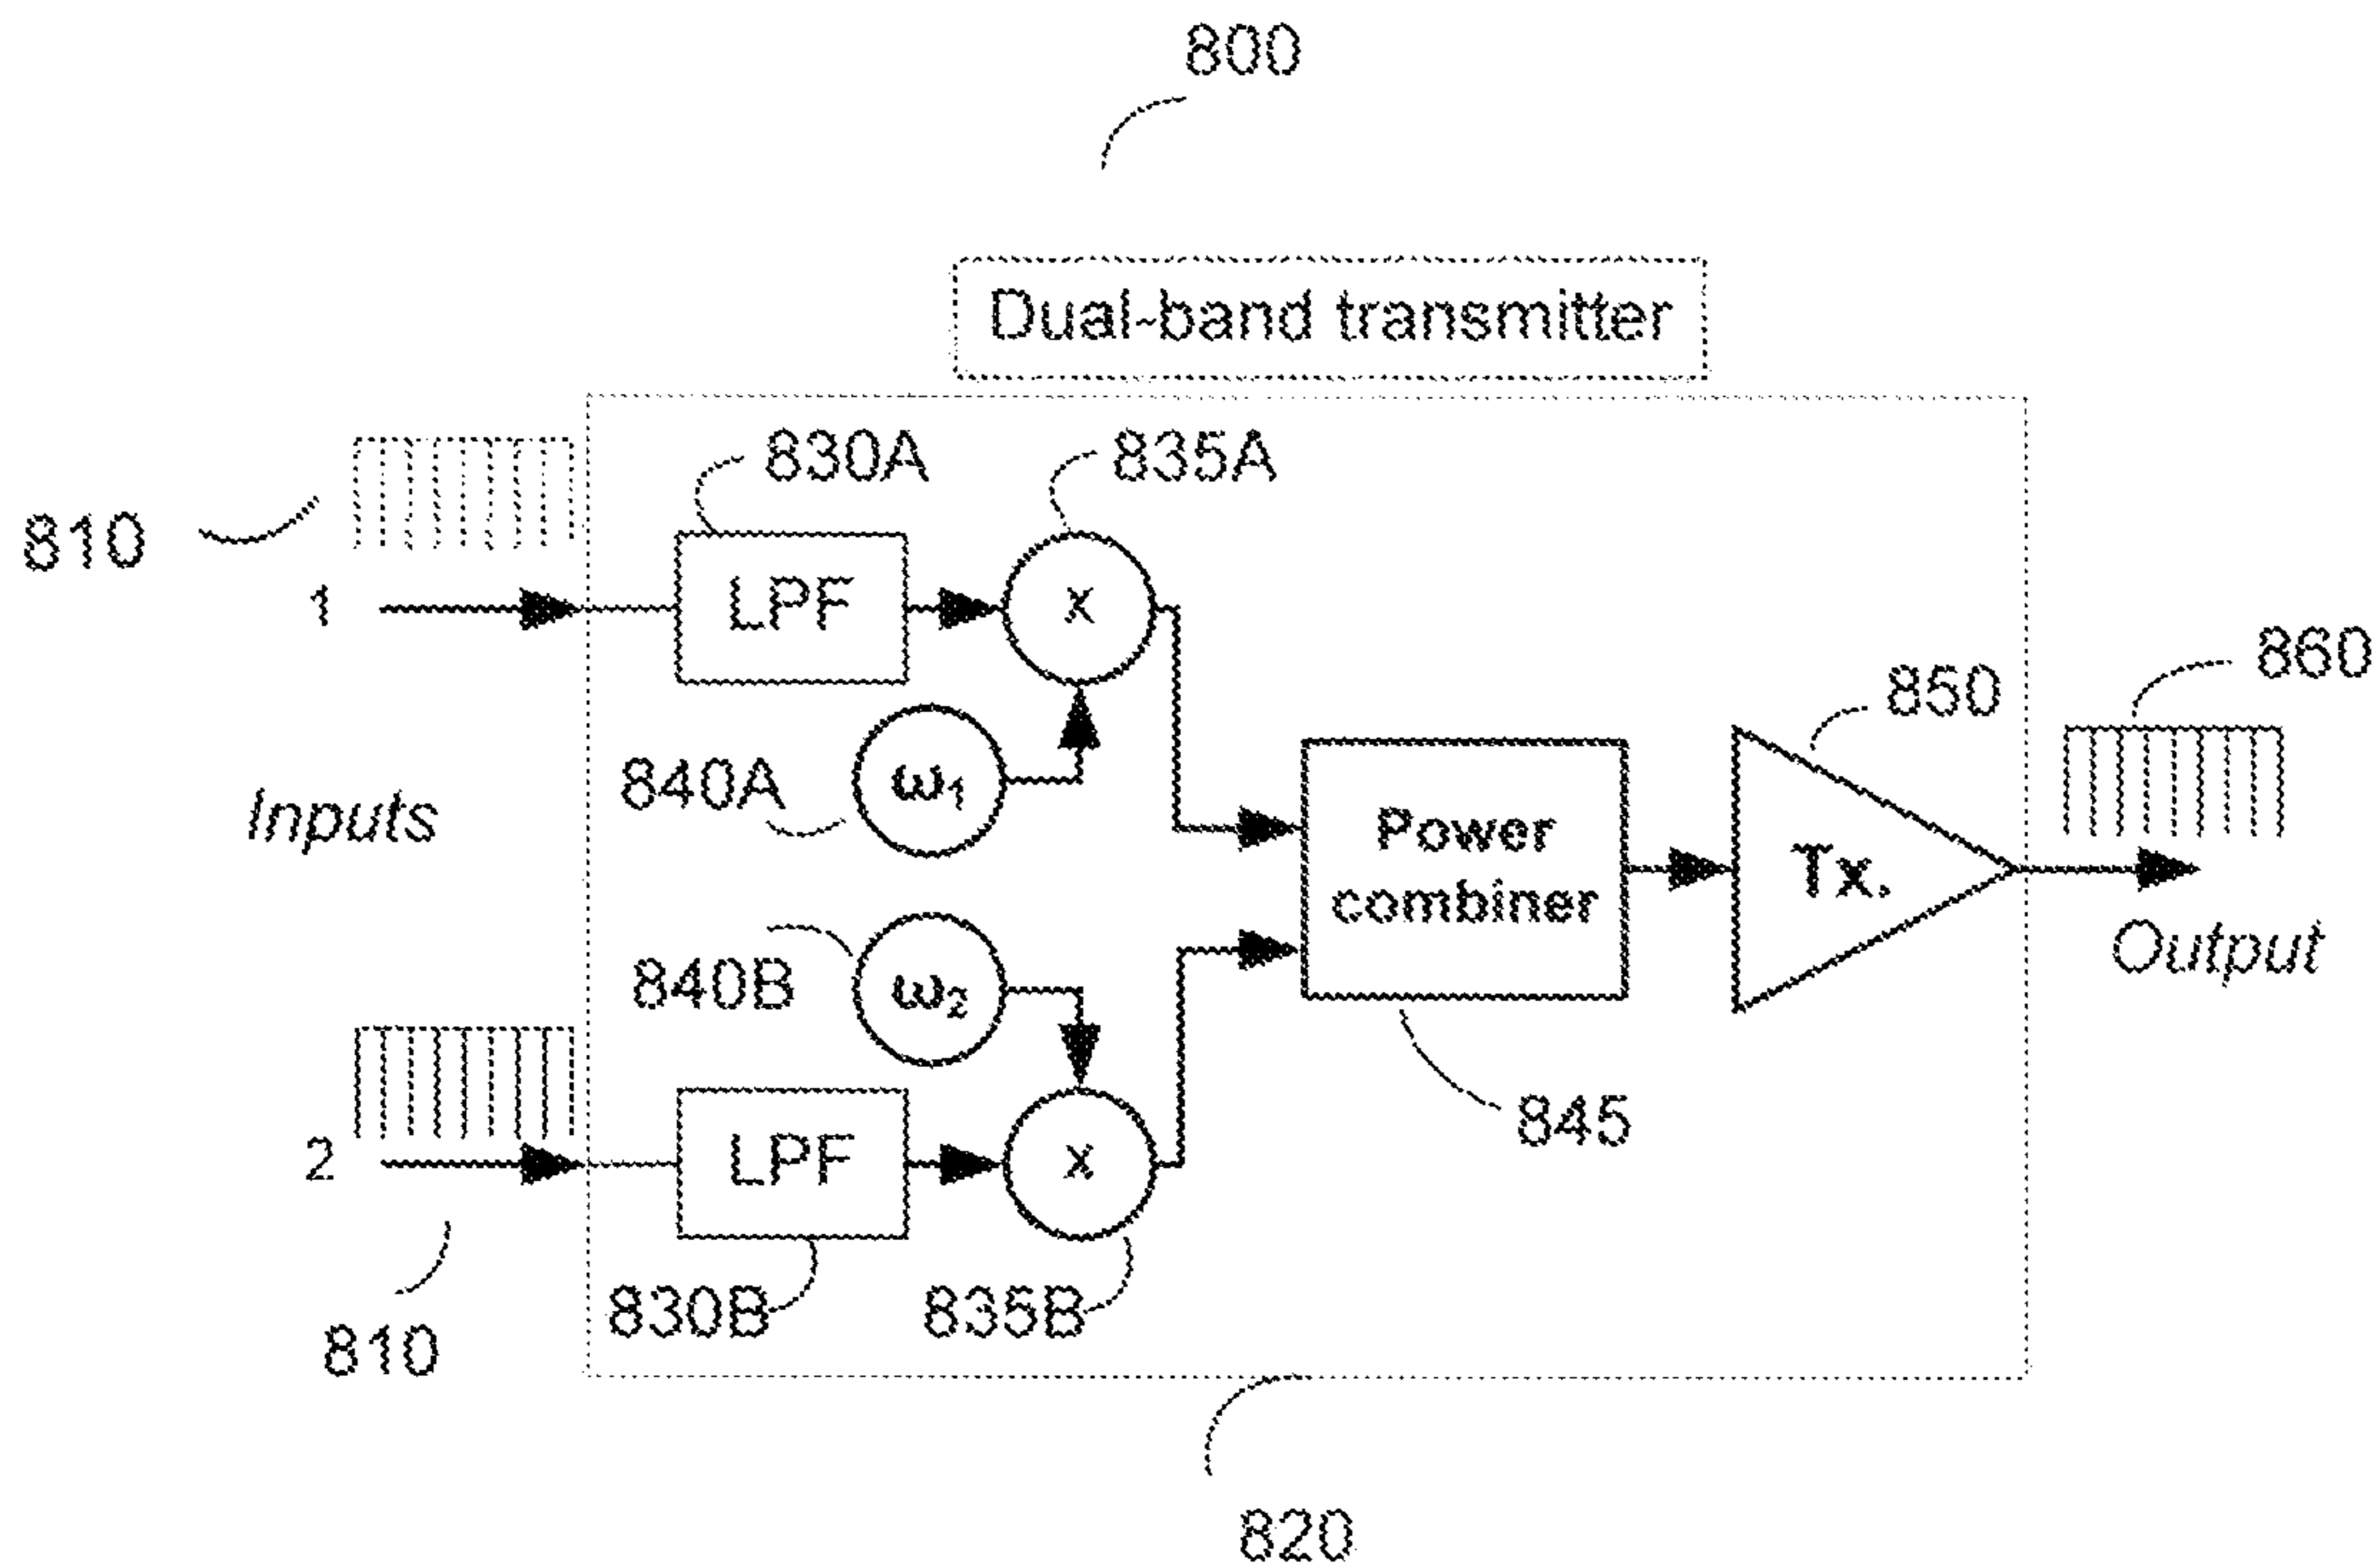 800
Dual-band transmitter
830A
835A
810
1
LPF
x
860
850
840A
ω₁
Inputs
Power
combiner
Tx.
Output
840B
ω₂
2
LPF
x
845
830B
835B
810
820